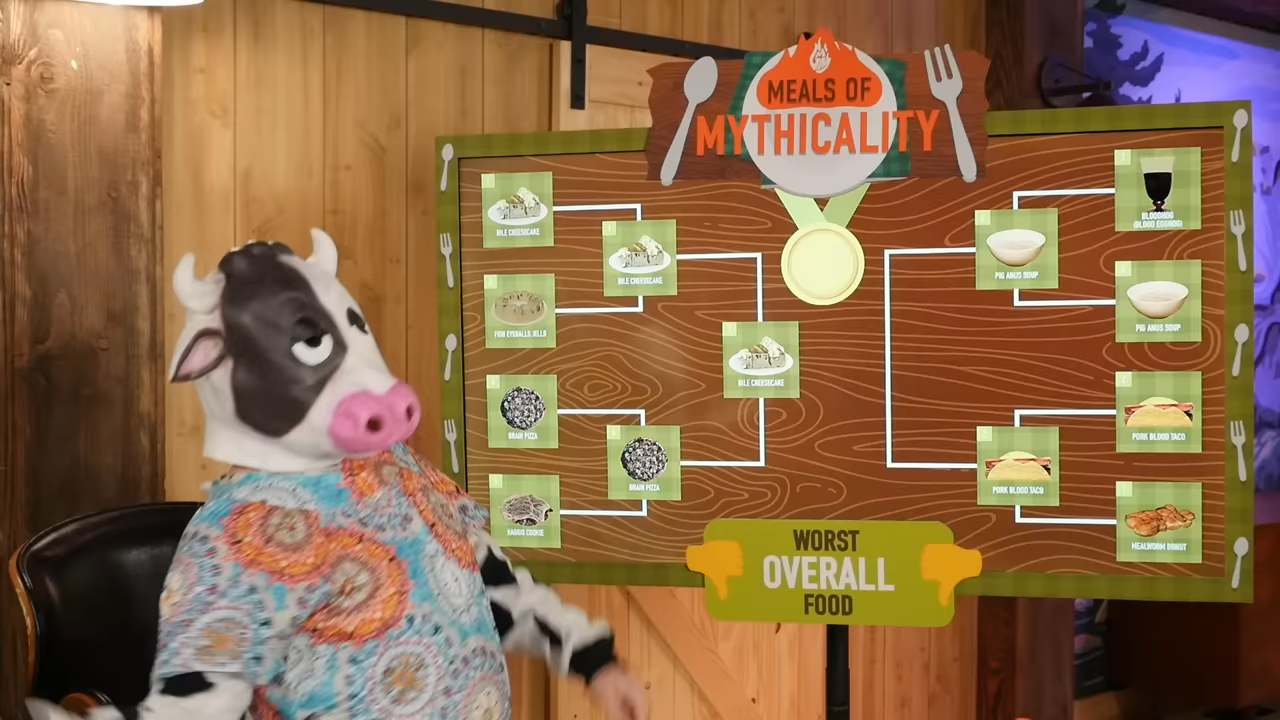 MEALS OF
MYTHICALITY
BILE CHEESECAKE
FISH EYEBALLS JELLO
BRAIN PIZZA
HAGGIS COOKIE
BILE CHEESECAKE
BRAIN PIZZA
BILE CHEESECAKE
PIG ANUS SOUP
PORK BLOOD TACO
BLOODNOG
(BLOOD EGGNOG)
PIG ANUS SOUP
PORK BLOOD TACO
MEALWORM DONUT
WORST
OVERALL
FOOD